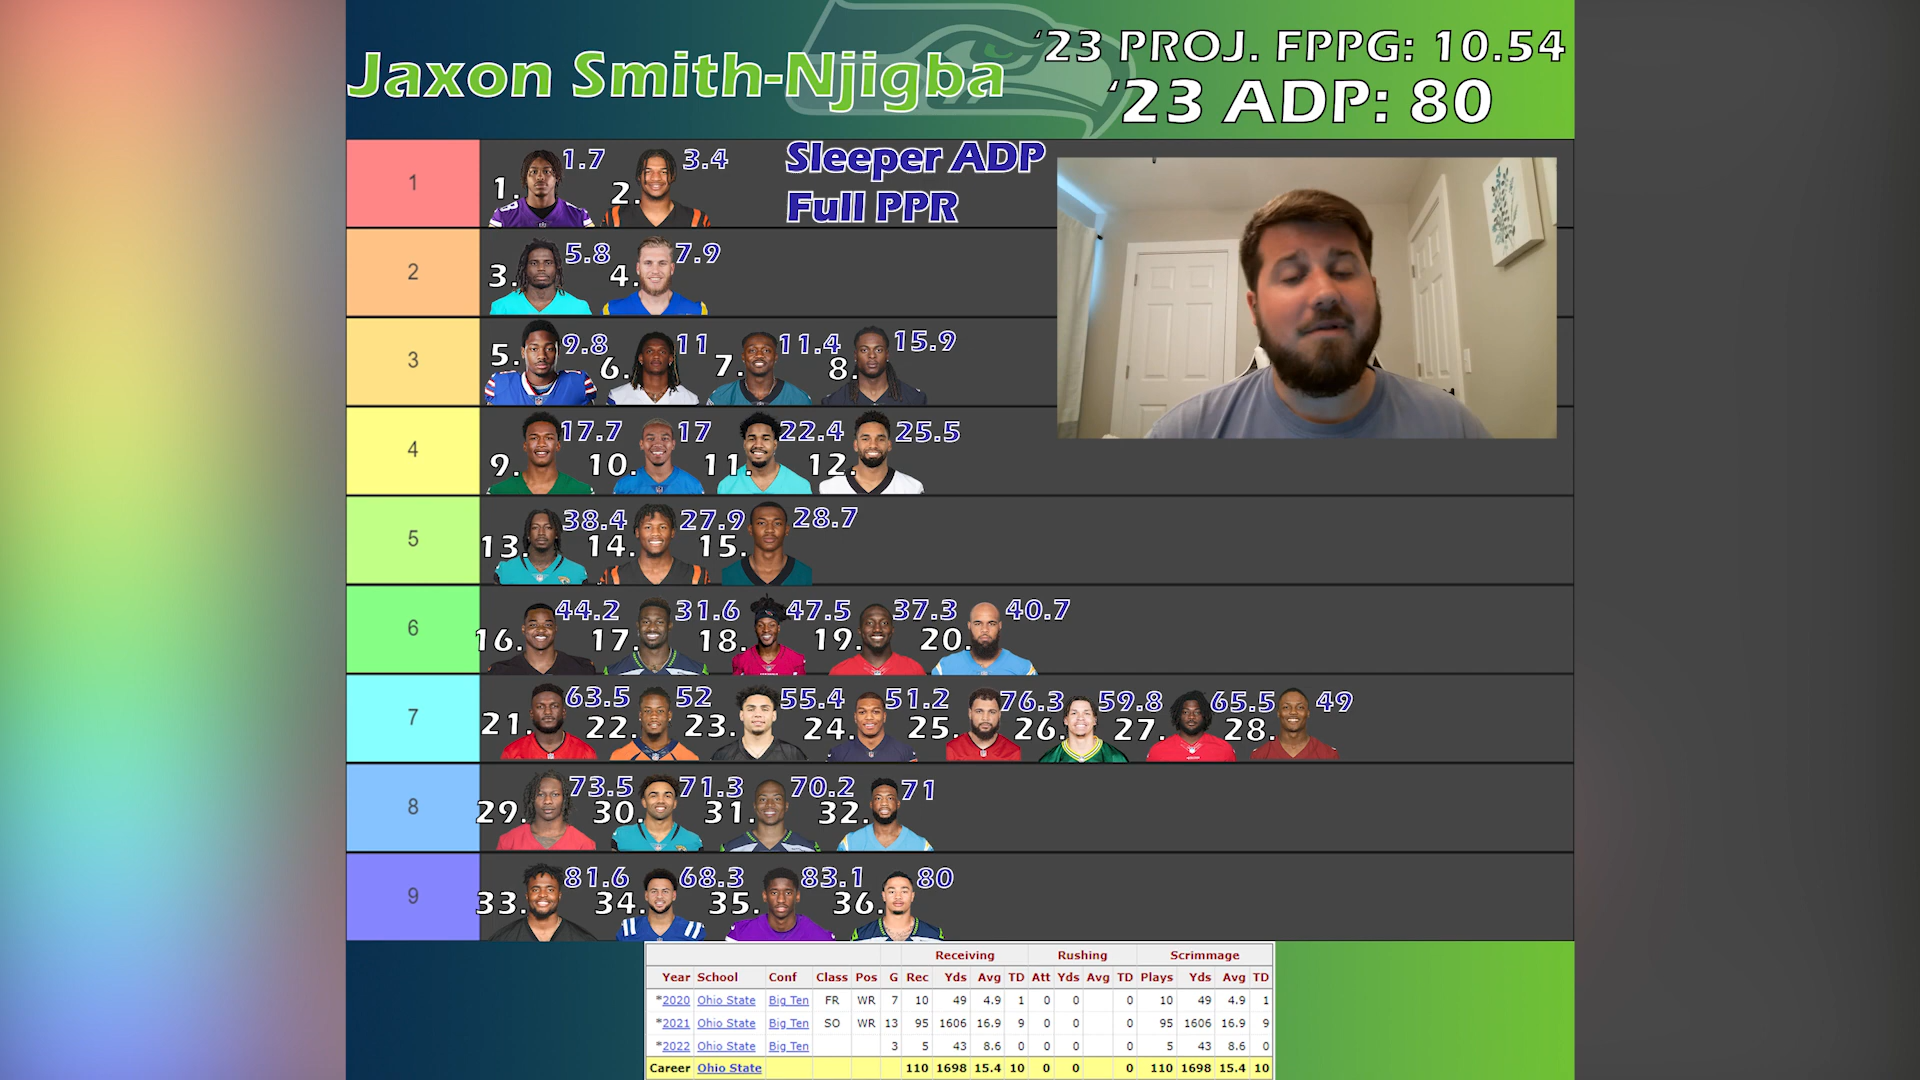 Jaxon Smith-Njigba
‘23 PROJ. FPPG: 10.54
‘23 ADP: 80
Sleeper ADP
Full PPR
1 1. 1.7 2. 3.4
2 3. 5.8 4. 7.9
3 5. 9.8 6. 11 7. 11.4 8. 15.9
4 9. 17.7 10. 17 11. 22.4 12. 25.5
5 13. 38.4 14. 27.9 15. 28.7
6 16. 44.2 17. 31.6 18. 47.5 19. 37.3 20. 40.7
7 21. 63.5 22. 52 23. 55.4 24. 51.2 25. 76.3 26. 59.8 27. 65.5 28. 49
8 29. 73.5 30. 71.3 31. 70.2 32. 71
9 33. 81.6 34. 68.3 35. 83.1 36. 80
Receiving Rushing Scrimmage
Year School Conf Class Pos G Rec Yds Avg TD Att Yds Avg TD Plays Yds Avg TD
*2020 Ohio State Big Ten FR WR 7 10 49 4.9 1 0 0 0 10 49 4.9 1
*2021 Ohio State Big Ten SO WR 13 95 1606 16.9 9 0 0 0 95 1606 16.9 9
*2022 Ohio State Big Ten 3 5 43 8.6 0 0 0 0 5 43 8.6 0
Career Ohio State 110 1698 15.4 10 0 0 0 110 1698 15.4 10